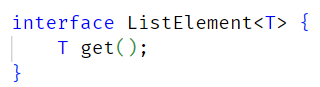 interface ListElement<T> {
    T get();
}